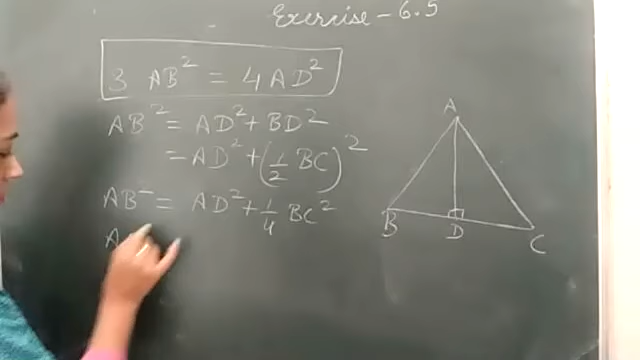 Exercise - 6.5
3 AB² = 4 AD²
AB² = AD² + BD²
= AD² + (1/2 BC)²
AB² = AD² + 1/4 BC²
A
A
B
D
C